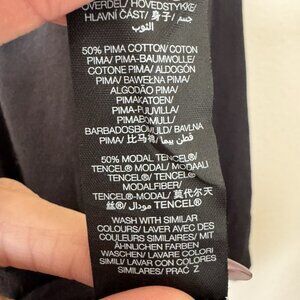 OVERDEL/ HOVEDSTYKKE/
HLAVNÍ ČÁST/ 身子/ جسم/
الثوب
50% PIMA COTTON/ COTON
PIMA/ PIMA-BAUMWOLLE/
COTONE PIMA/ ALGODÓN
PIMA/ BAWEŁNA PIMA/
ALGODÃO PIMA/
PIMAKATOEN/
PIMA-PUUVILLA/
PIMABOMULL/
BARBADOSBOMULD/ BAVLNA
PIMA/ 比马棉/ قطن بيما/
50% MODAL TENCEL®/
TENCEL® MODAL/ MODAALI
TENCEL®/ TENCEL®
MODALFIBER/
TENCEL® MODAL-/ 莫代尔天
丝®/ مودال TENCEL®
WASH WITH SIMILAR
COLOURS/ LAVER AVEC DES
COULEURS SIMILAIRES/ MIT
ÄHNLICHEN FARBEN
WASCHEN/ LAVARE COLORI
SIMILI/ LAVAR CON COLORES
SIMILARES/ PRAĆ Z